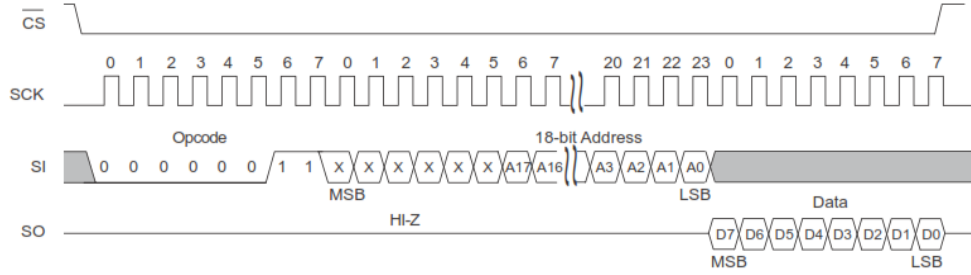 CS
0 1 2 3 4 5 6 7 0 1 2 3 4 5 6 7 20 21 22 23 0 1 2 3 4 5 6 7
SCK
Opcode 18-bit Address
SI 0 0 0 0 0 0 1 1 X X X X X X A17 A16 A3 A2 A1 A0
MSB LSB Data
HI-Z
SO D7 D6 D5 D4 D3 D2 D1 D0
MSB LSB